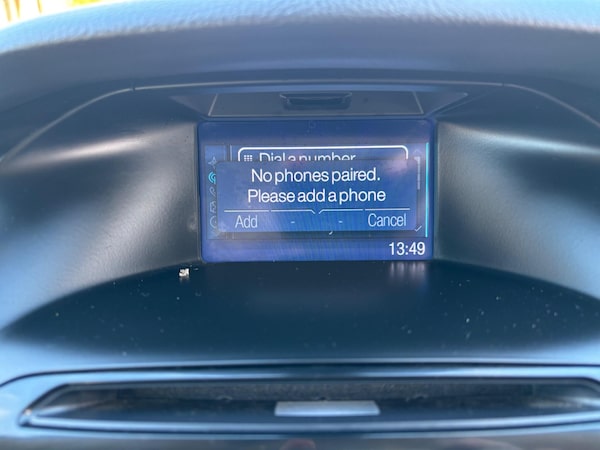 Dial a number
No phones paired.
Please add a phone
Add - - Cancel
13:49